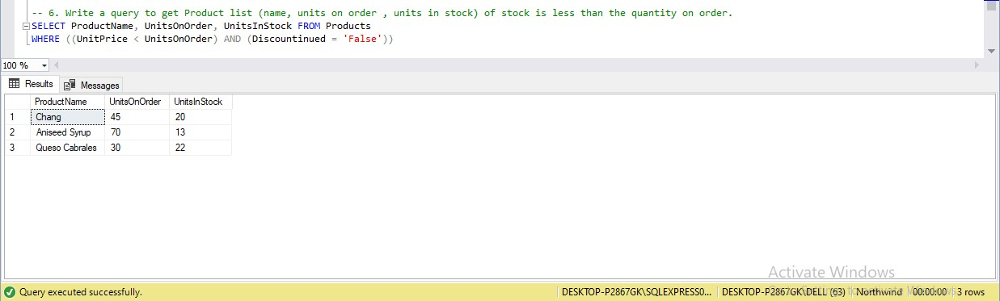 -- 6. Write a query to get Product list (name, units on order , units in stock) of stock is less than the quantity on order.
SELECT ProductName, UnitsOnOrder, UnitsInStock FROM Products
WHERE ((UnitPrice < UnitsOnOrder) AND (Discountinued = 'False'))
100 %
Results Messages
ProductName UnitsOnOrder UnitsInStock
1 Chang 45 20
2 Aniseed Syrup 70 13
3 Queso Cabrales 30 22
Activate Windows
Query executed successfully. DESKTOP-P2867GK\SQLEXPRESS0... DESKTOP-P2867GK\DELL (63) Northwind 00:00:00 3 rows